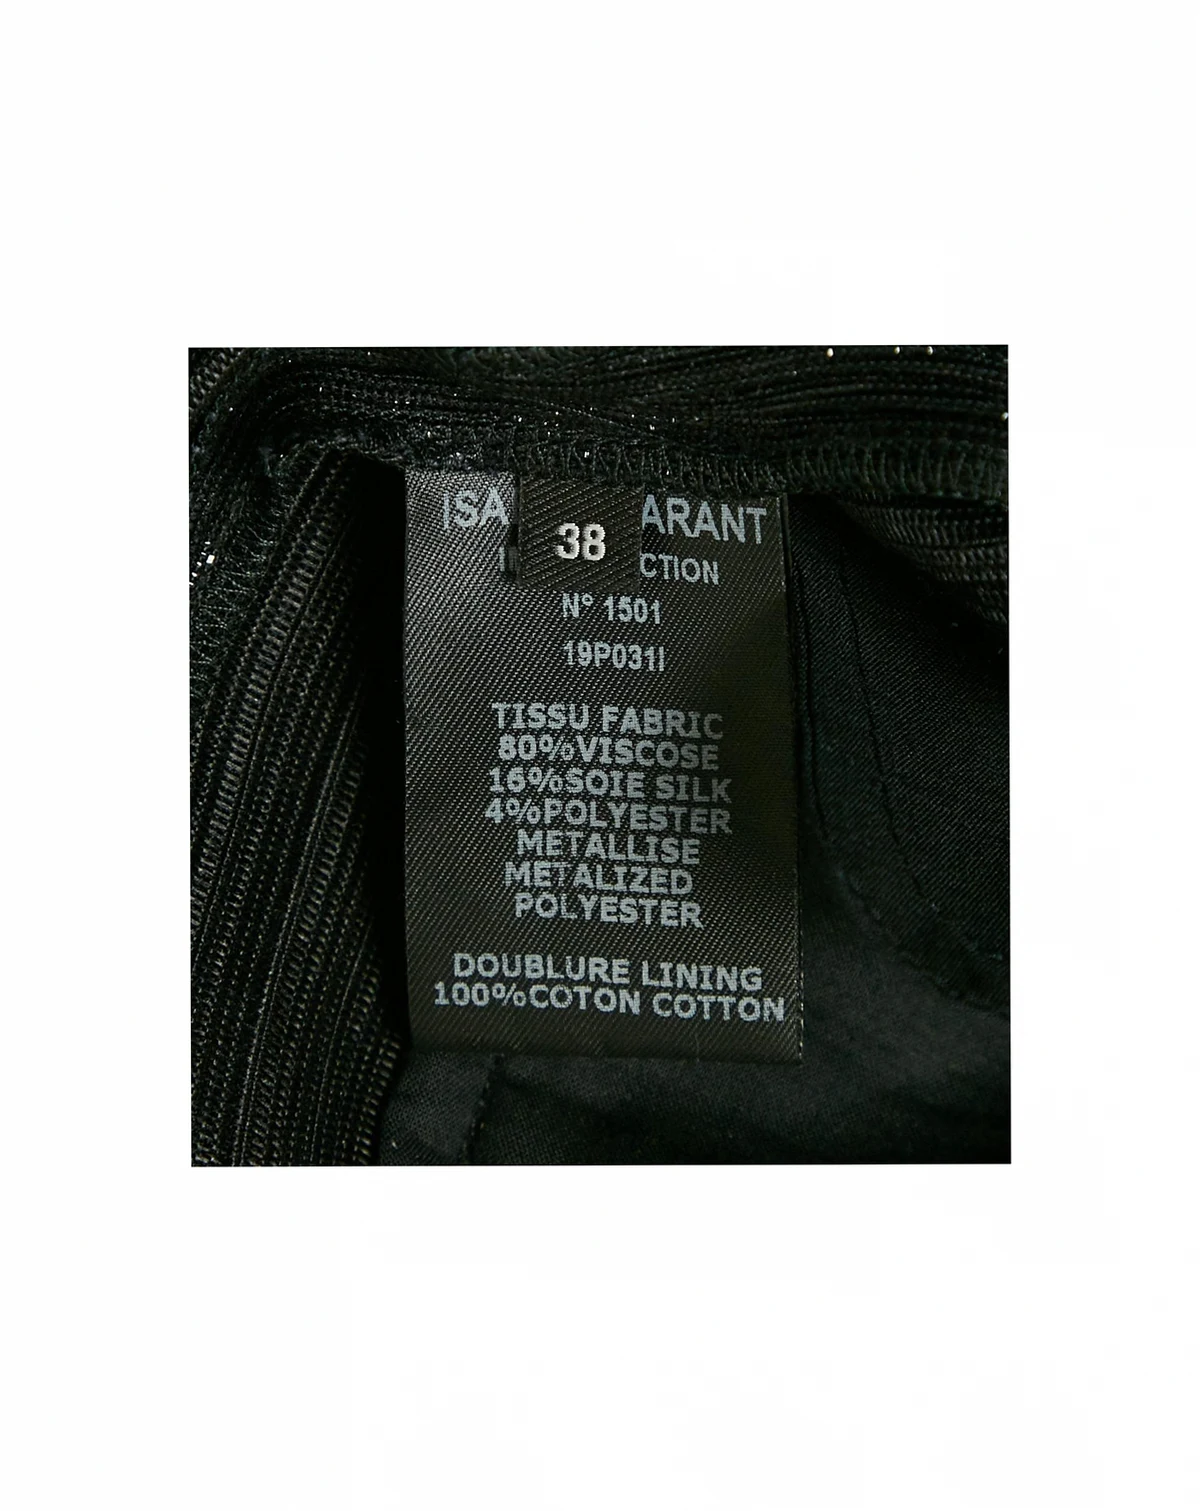 ISA ARANT
38
CTION
N° 1501
19P031I
TISSU FABRIC
80%VISCOSE
16%SOIE SILK
4%POLYESTER
METALLISE
METALIZED
POLYESTER
DOUBLURE LINING
100%COTON COTTON